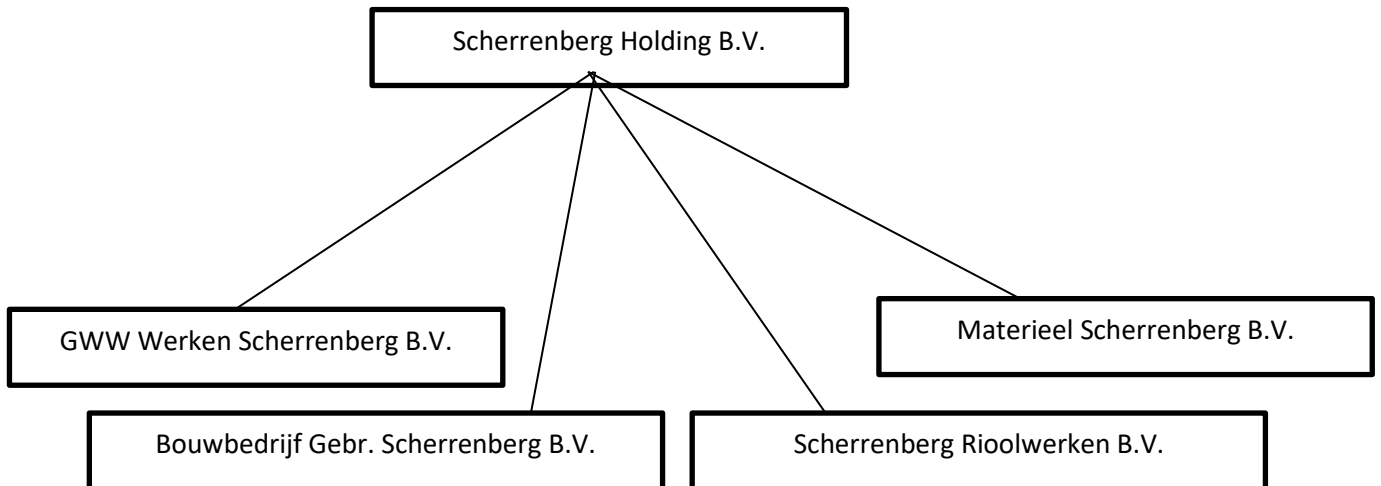 Scherrenberg Holding B.V.
GWW Werken Scherrenberg B.V.
Materieel Scherrenberg B.V.
Bouwbedrijf Gebr. Scherrenberg B.V.
Scherrenberg Rioolwerken B.V.